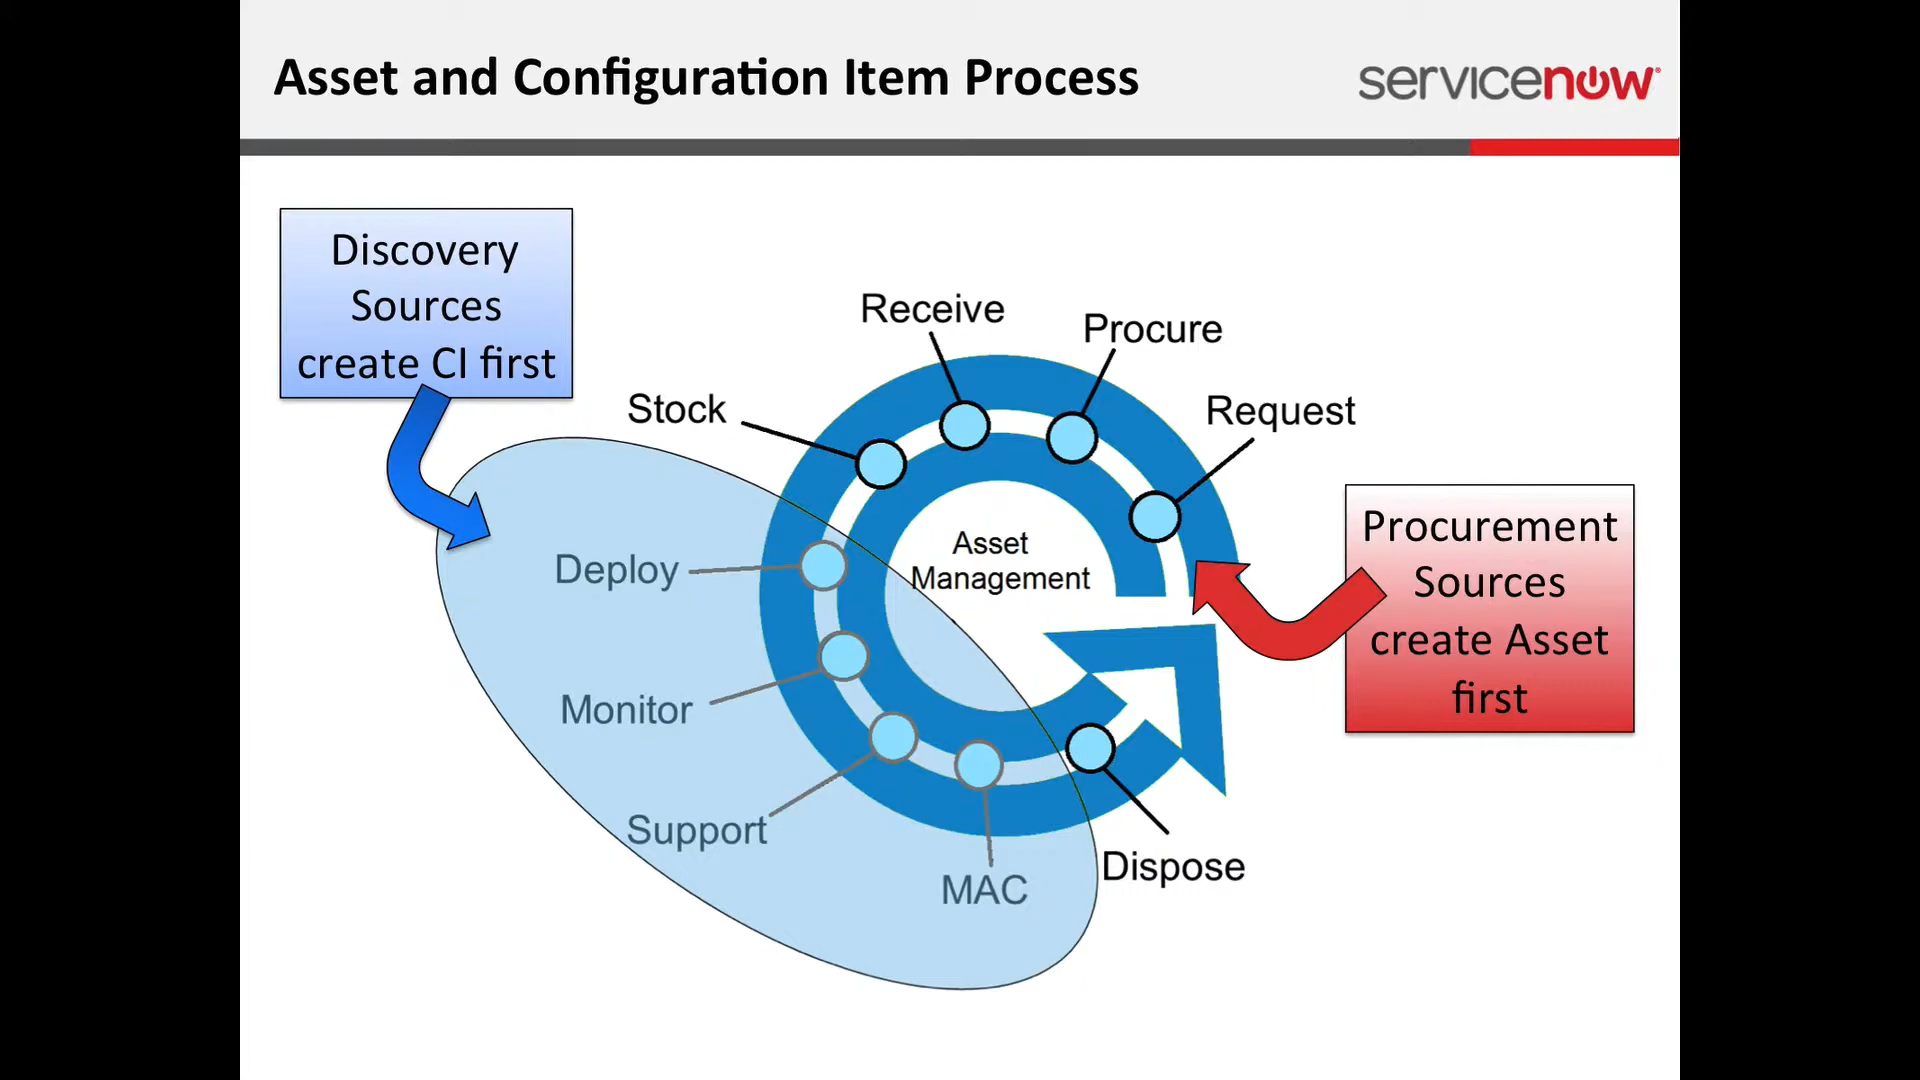 Asset and Configuration Item Process
servicenow
Discovery
Sources
create CI first
Receive
Procure
Stock
Request
Asset
Management
Procurement
Sources
create Asset
first
Deploy
Monitor
Support
MAC
Dispose